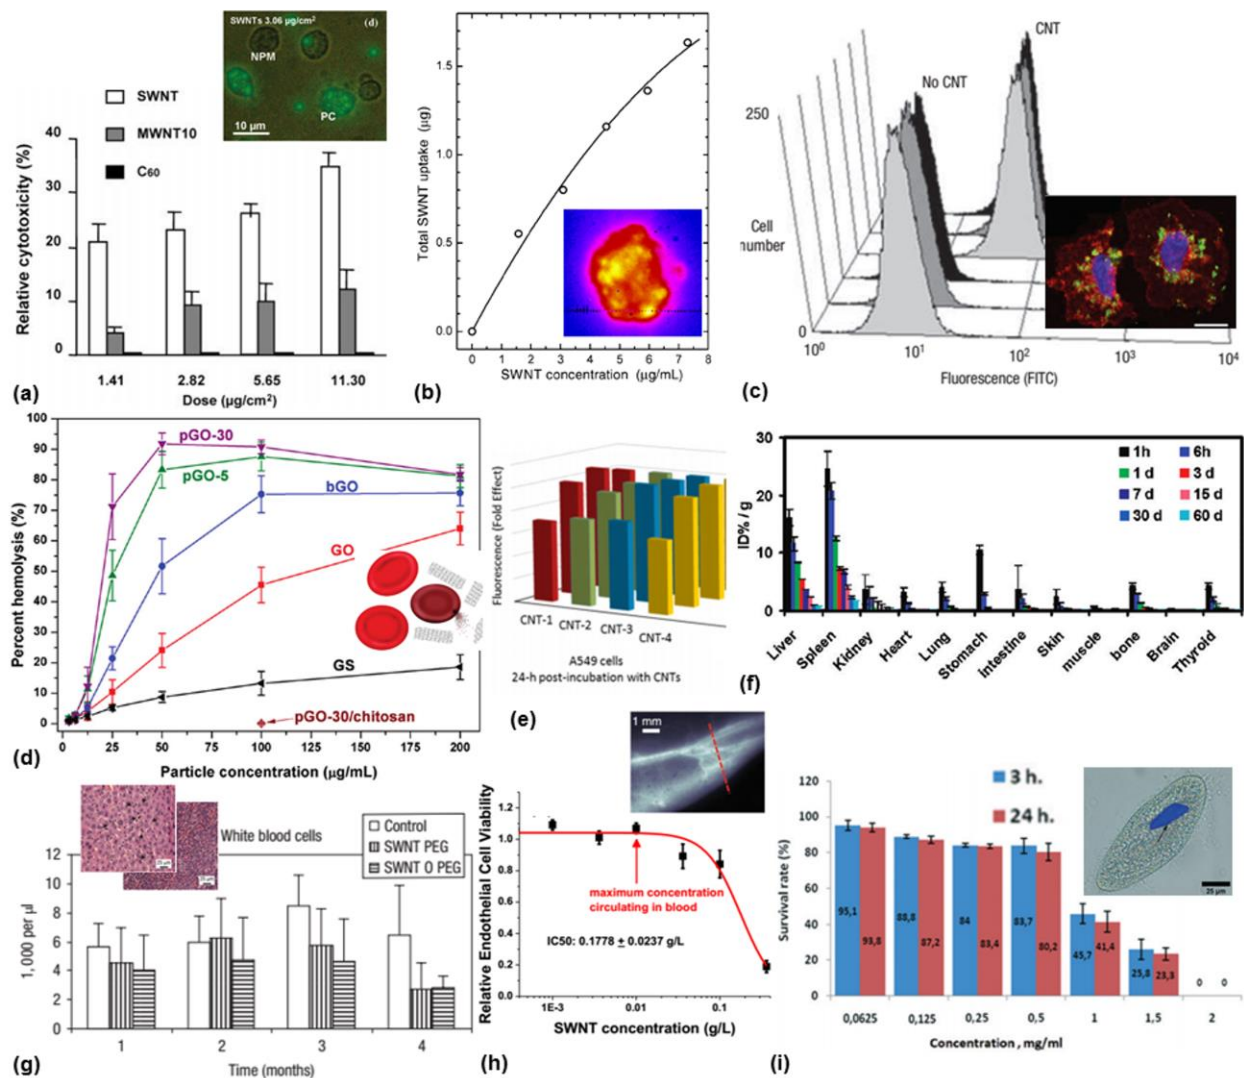 SWNTs 3.06 µg/cm² (d)
NPM
PC
10 µm
SWNT
MWNT10
C₆₀
Relative cytotoxicity (%)
40
30
20
10
0
1.41 2.82 5.65 11.30
Dose (µg/cm²)
(a)
Total SWNT uptake (µg)
1.5
1.0
0.5
0.0
0 1 2 3 4 5 6 7 8
SWNT concentration (µg/mL)
(b)
CNT
No CNT
250
Cell
number
0
10⁰ 10¹ 10² 10³ 10⁴
Fluorescence (FITC)
(c)
Percent hemolysis (%)
100
90
80
70
60
50
40
30
20
10
0
pGO-30
pGO-5
bGO
GO
GS
pGO-30/chitosan
0 25 50 75 100 125 150 175 200
Particle concentration (µg/mL)
(d)
Fluorescence (Fold Effect)
CNT-1
CNT-2
CNT-3
CNT-4
A549 cells
24-h post-incubation with CNTs
(e)
ID% / g
30
20
10
0
1h 6h
1 d 3 d
7 d 15 d
30 d 60 d
Liver
Spleen
Kidney
Heart
Lung
Stomach
intestine
Skin
muscle
bone
Brain
Thyroid
(f)
White blood cells
Control
SWNT PEG
SWNT O PEG
1,000 per µl
12
10
8
6
4
2
0
1 2 3 4
Time (months)
(g)
1 mm
Relative Endothelial Cell Viability
1.2
1.0
0.8
0.6
0.4
0.2
0.0
maximum concentration
circulating in blood
IC50: 0.1778 ± 0.0237 g/L
1E-3 0.01 0.1
SWNT concentration (g/L)
(h)
3 h.
24 h.
25 µm
Survival rate (%)
120
100
80
60
40
20
0
95,1 93,8 88,8 87,2 84 83,4 83,7 80,2 45,7 41,4 25,8 23,3 0 0
0,0625 0,125 0,25 0,5 1 1,5 2
Concentration , mg/ml
(i)